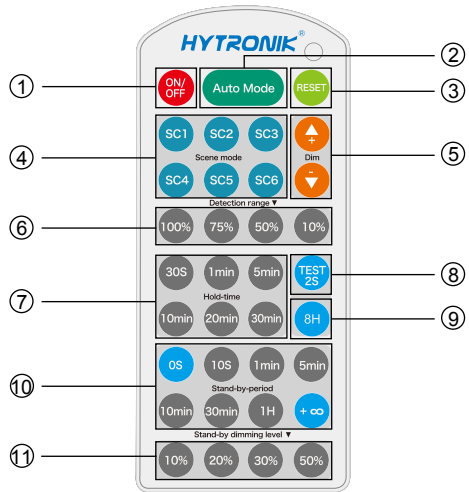 HYTRONIK®
① ON/ OFF
② Auto Mode
③ RESET
④ SC1 SC2 SC3
Scene mode
SC4 SC5 SC6
⑤ ▲ +
Dim
- ▼
Detection range ▼
⑥ 100% 75% 50% 10%
⑦ 30S 1min 5min
Hold-time
10min 20min 30min
⑧ TEST 2S
⑨ 8H
⑩ 0S 10S 1min 5min
Stand-by-period
10min 30min 1H + ∞
Stand-by dimming level ▼
⑪ 10% 20% 30% 50%